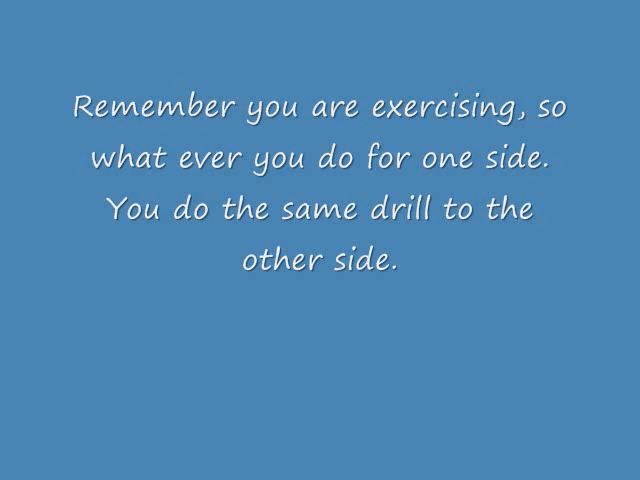 Remember you are exercising, so
what ever you do for one side.
You do the same drill to the
other side.